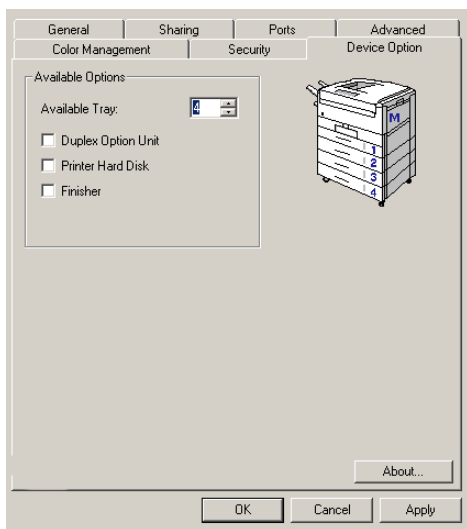 General Sharing Ports Advanced
Color Management Security Device Option
Available Options
Available Tray: 4
Duplex Option Unit
Printer Hard Disk
Finisher
M
1
2
3
4
About...
OK Cancel Apply